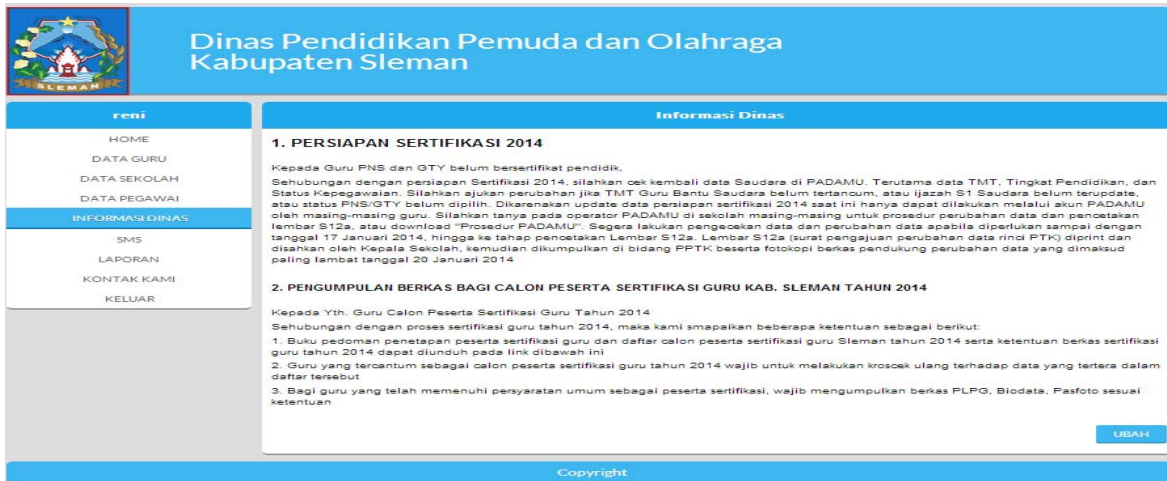 SLEMAN
Dinas Pendidikan Pemuda dan Olahraga
Kabupaten Sleman
reni
HOME
DATA GURU
DATA SEKOLAH
DATA PEGAWAI
INFORMASI DINAS
SMS
LAPORAN
KONTAK KAMI
KELUAR
Informasi Dinas
1. PERSIAPAN SERTIFIKASI 2014
Kepada Guru PNS dan GTY belum bersertifikat pendidik,
Sehubungan dengan persiapan Sertifikasi 2014, silahkan cek kembali data Saudara di PADAMU. Terutama data TMT, Tingkat Pendidikan, dan
Status Kepegawaian. Silahkan ajukan perubahan jika TMT Guru Bantu Saudara belum tertancum, atau ijazah S1 Saudara belum terupdate,
atau status PNS/GTY belum dipilih. Dikarenakan update data persiapan sertifikasi 2014 saat ini hanya dapat dilakukan melalui akun PADAMU
oleh masing-masing guru. Silahkan tanya pada operator PADAMU di sekolah masing-masing untuk prosedur perubahan data dan pencetakan
lembar S12a, atau download "Prosedur PADAMU". Segera lakukan pengecekan data dan perubahan data apabila diperlukan sampai dengan
tanggal 17 Januari 2014, hingga ke tahap pencetakan Lembar S12a. Lembar S12a (surat pengajuan perubahan data rinci PTK) diprint dan
disahkan oleh Kepala Sekolah, kemudian dikumpulkan di bidang PPTK beserta fotokopi berkas pendukung perubahan data yang dimaksud
paling lambat tanggal 20 Januari 2014
2. PENGUMPULAN BERKAS BAGI CALON PESERTA SERTIFIKASI GURU KAB. SLEMAN TAHUN 2014
Kepada Yth. Guru Calon Peserta Sertifikasi Guru Tahun 2014
Sehubungan dengan proses sertifikasi guru tahun 2014, maka kami smapaikan beberapa ketentuan sebagai berikut:
1. Buku pedoman penetapan peserta sertifikasi guru dan daftar calon peserta sertifikasi guru Sleman tahun 2014 serta ketentuan berkas sertifikasi
guru tahun 2014 dapat diunduh pada link dibawah ini
2. Guru yang tercantum sebagai calon peserta sertifikasi guru tahun 2014 wajib untuk melakukan kroscek ulang terhadap data yang tertera dalam
daftar tersebut
3. Bagi guru yang telah memenuhi persyaratan umum sebagai peserta sertifikasi, wajib mengumpulkan berkas PLPG, Biodata, Pasfoto sesuai
ketentuan
UBAH
Copyright